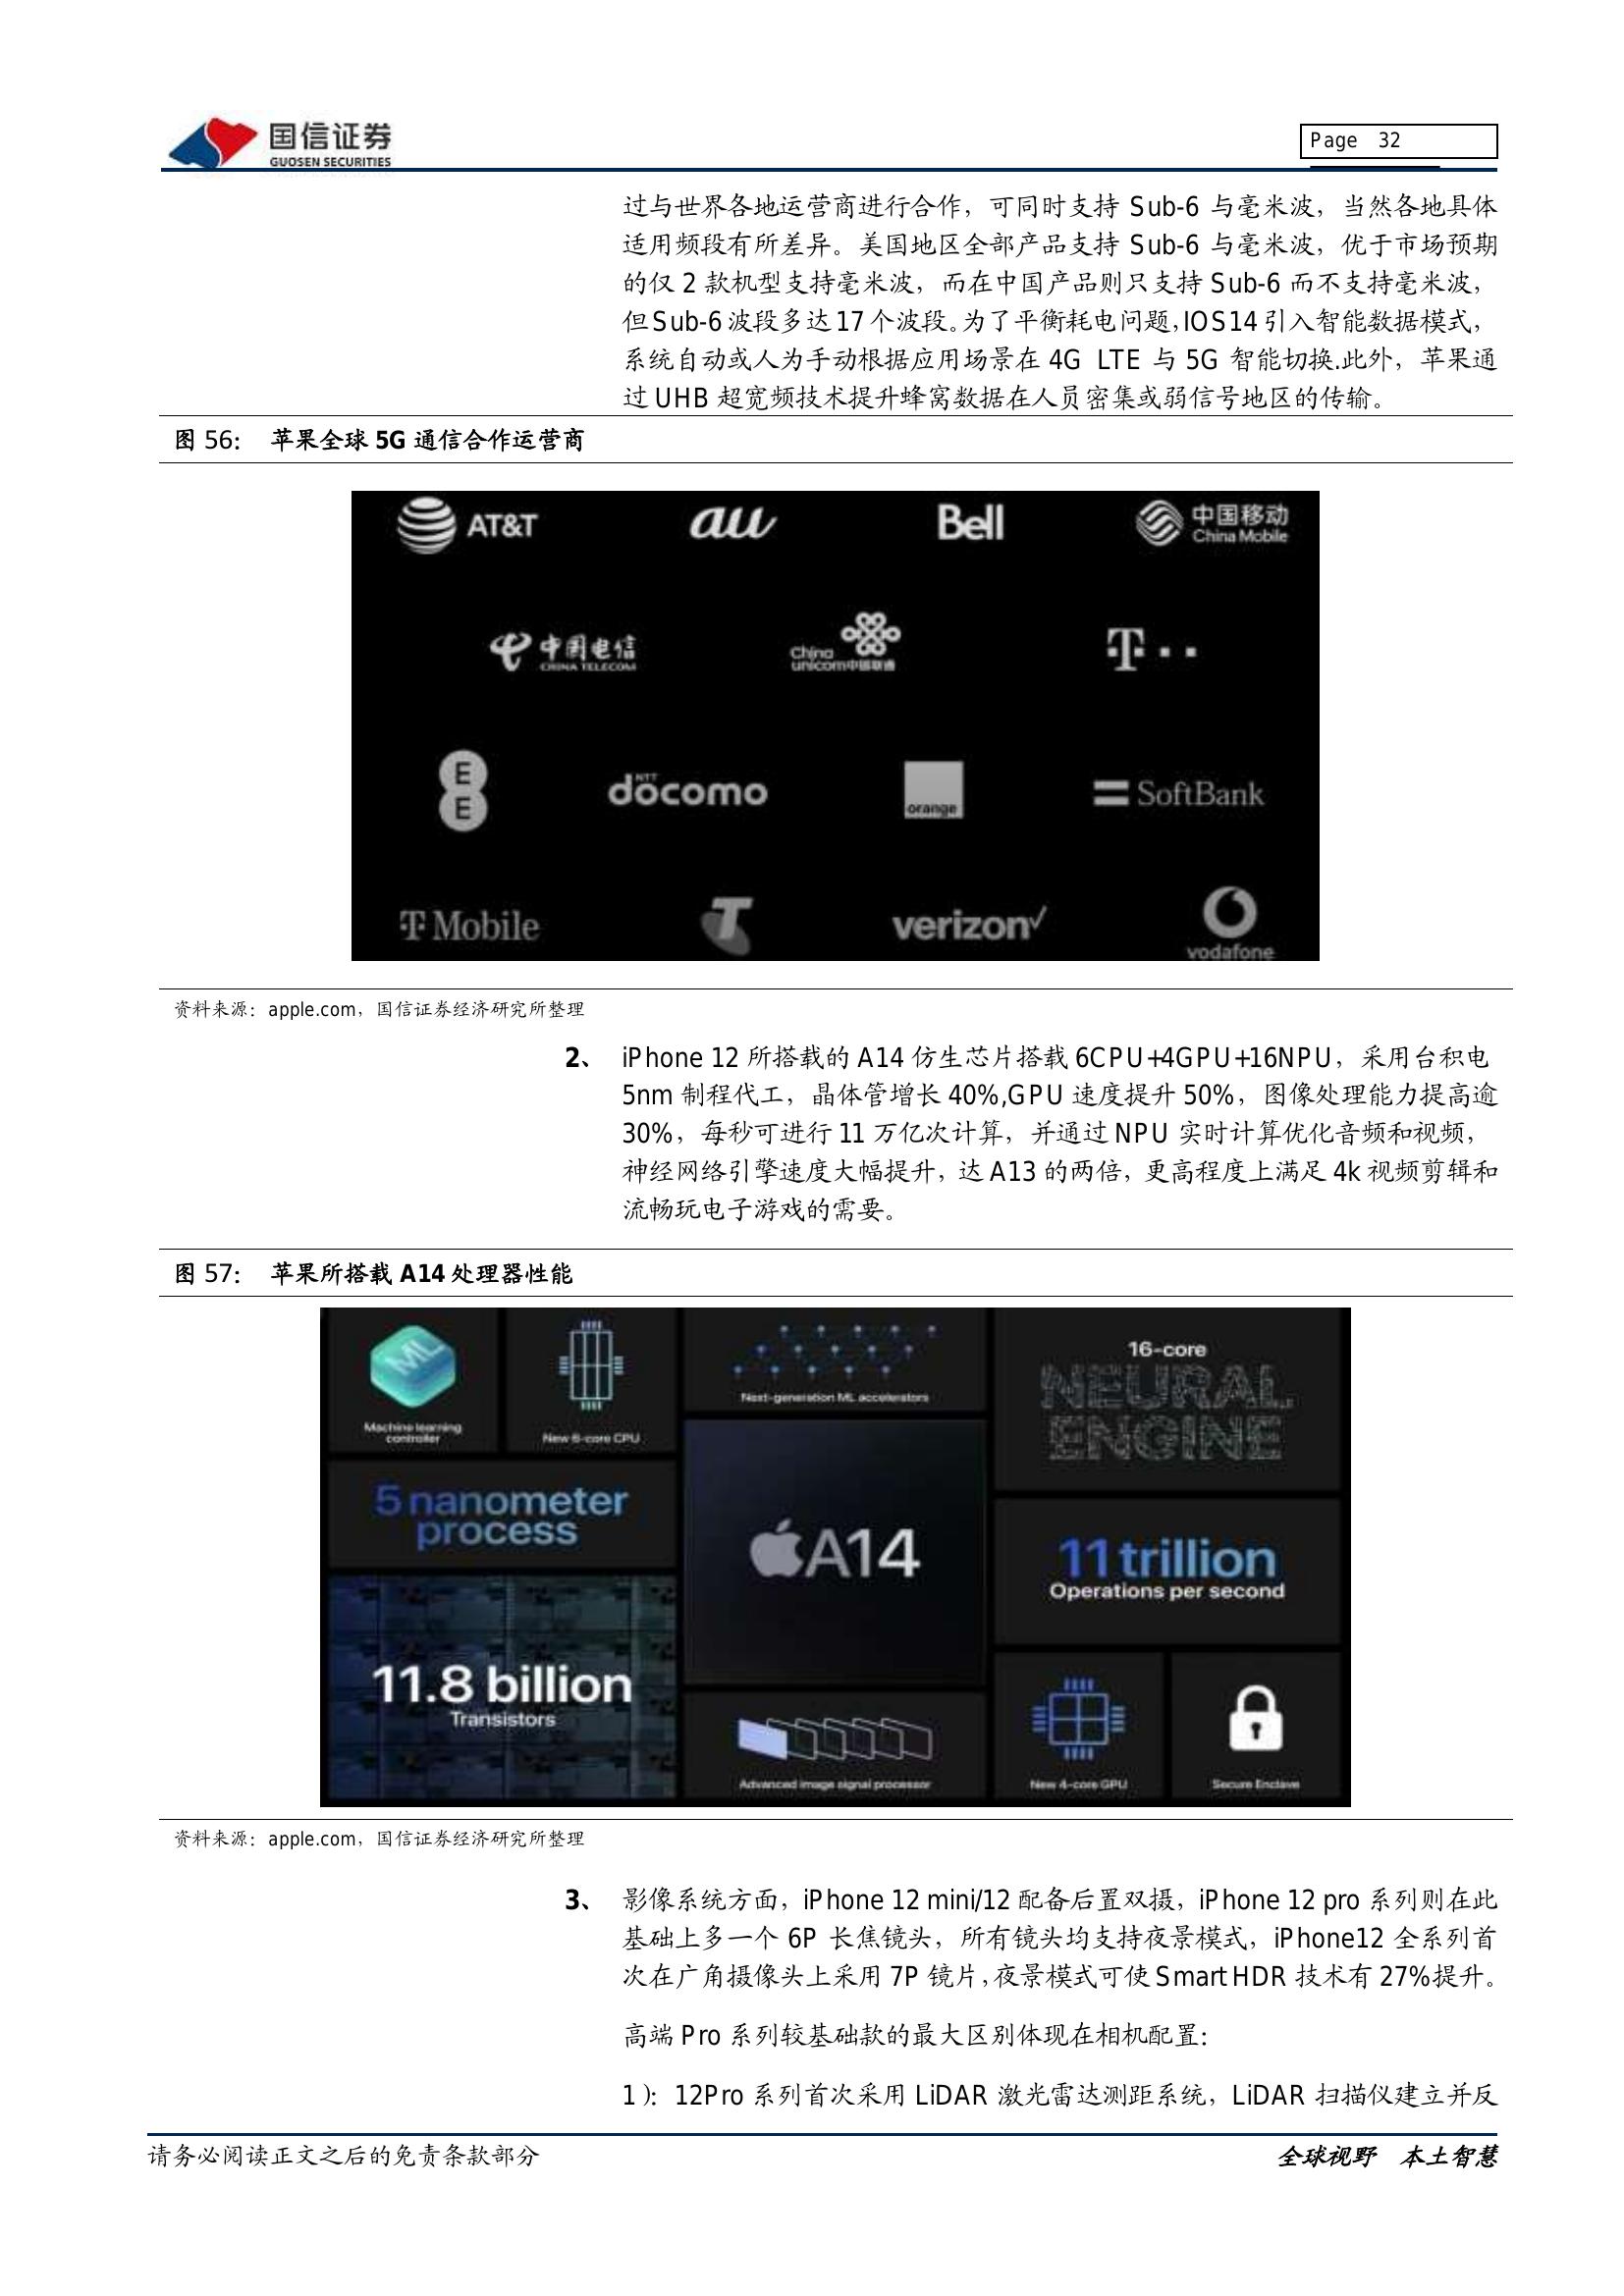 国信证券
GUOSEN SECURITIES
Page 32
过与世界各地运营商进行合作，可同时支持 Sub-6 与毫米波，当然各地具体
适用频段有所差异。美国地区全部产品支持 Sub-6 与毫米波，优于市场预期
的仅 2 款机型支持毫米波，而在中国产品则只支持 Sub-6 而不支持毫米波，
但 Sub-6 波段多达 17 个波段。为了平衡耗电问题,IOS14 引入智能数据模式，
系统自动或人为手动根据应用场景在 4G LTE 与 5G 智能切换.此外，苹果通
过 UHB 超宽频技术提升蜂窝数据在人员密集或弱信号地区的传输。
图 56： 苹果全球 5G 通信合作运营商
AT&T
au
Bell
中国移动
China Mobile
中国电信
CHINA TELECOM
China
unicom中国联通
T
E
E
NTT
döcomo
orange
SoftBank
T Mobile
T
verizon✓
vodafone
资料来源：apple.com，国信证券经济研究所整理
2、 iPhone 12 所搭载的 A14 仿生芯片搭载 6CPU+4GPU+16NPU，采用台积电
5nm 制程代工，晶体管增长 40%,GPU 速度提升 50%，图像处理能力提高逾
30%，每秒可进行 11 万亿次计算，并通过 NPU 实时计算优化音频和视频，
神经网络引擎速度大幅提升，达 A13 的两倍，更高程度上满足 4k 视频剪辑和
流畅玩电子游戏的需要。
图 57： 苹果所搭载 A14 处理器性能
ML
Machine learning
controller
New 6-core CPU
Next-generation ML accelerators
16-core
NEURAL
ENGINE
5 nanometer
process
A14
11 trillion
Operations per second
11.8 billion
Transistors
Advanced image signal processor
New 4-core GPU
Secure Enclave
资料来源：apple.com，国信证券经济研究所整理
3、 影像系统方面，iPhone 12 mini/12 配备后置双摄，iPhone 12 pro 系列则在此
基础上多一个 6P 长焦镜头，所有镜头均支持夜景模式，iPhone12 全系列首
次在广角摄像头上采用 7P 镜片,夜景模式可使 Smart HDR 技术有 27%提升。
高端 Pro 系列较基础款的最大区别体现在相机配置：
1）：12Pro 系列首次采用 LiDAR 激光雷达测距系统，LiDAR 扫描仪建立并反
请务必阅读正文之后的免责条款部分
全球视野 本土智慧